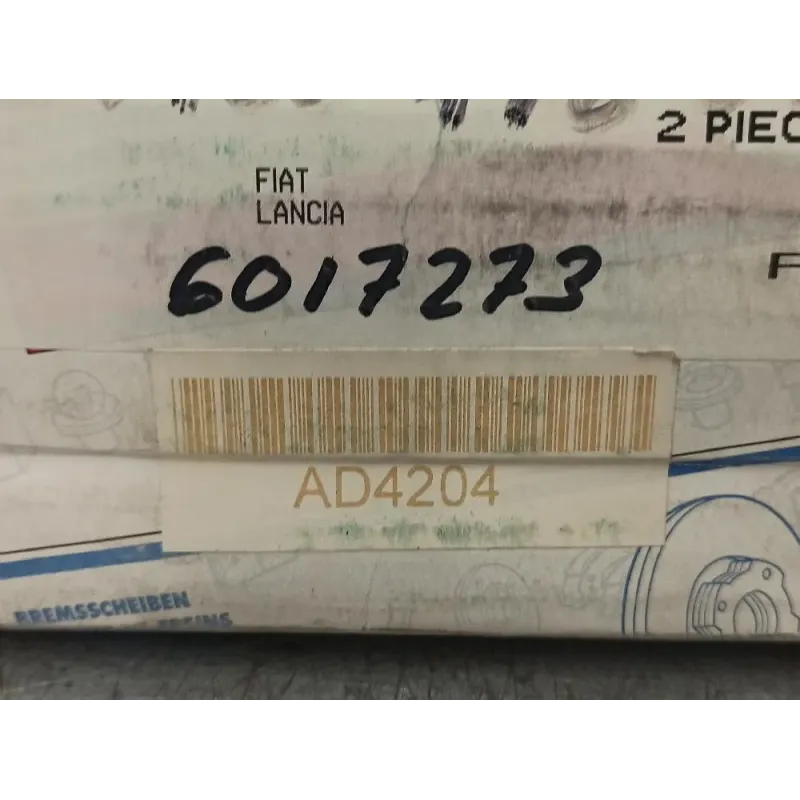 2 PIEC
FIAT
LANCIA
6017273
AD4204
BREMSSCHEIBEN